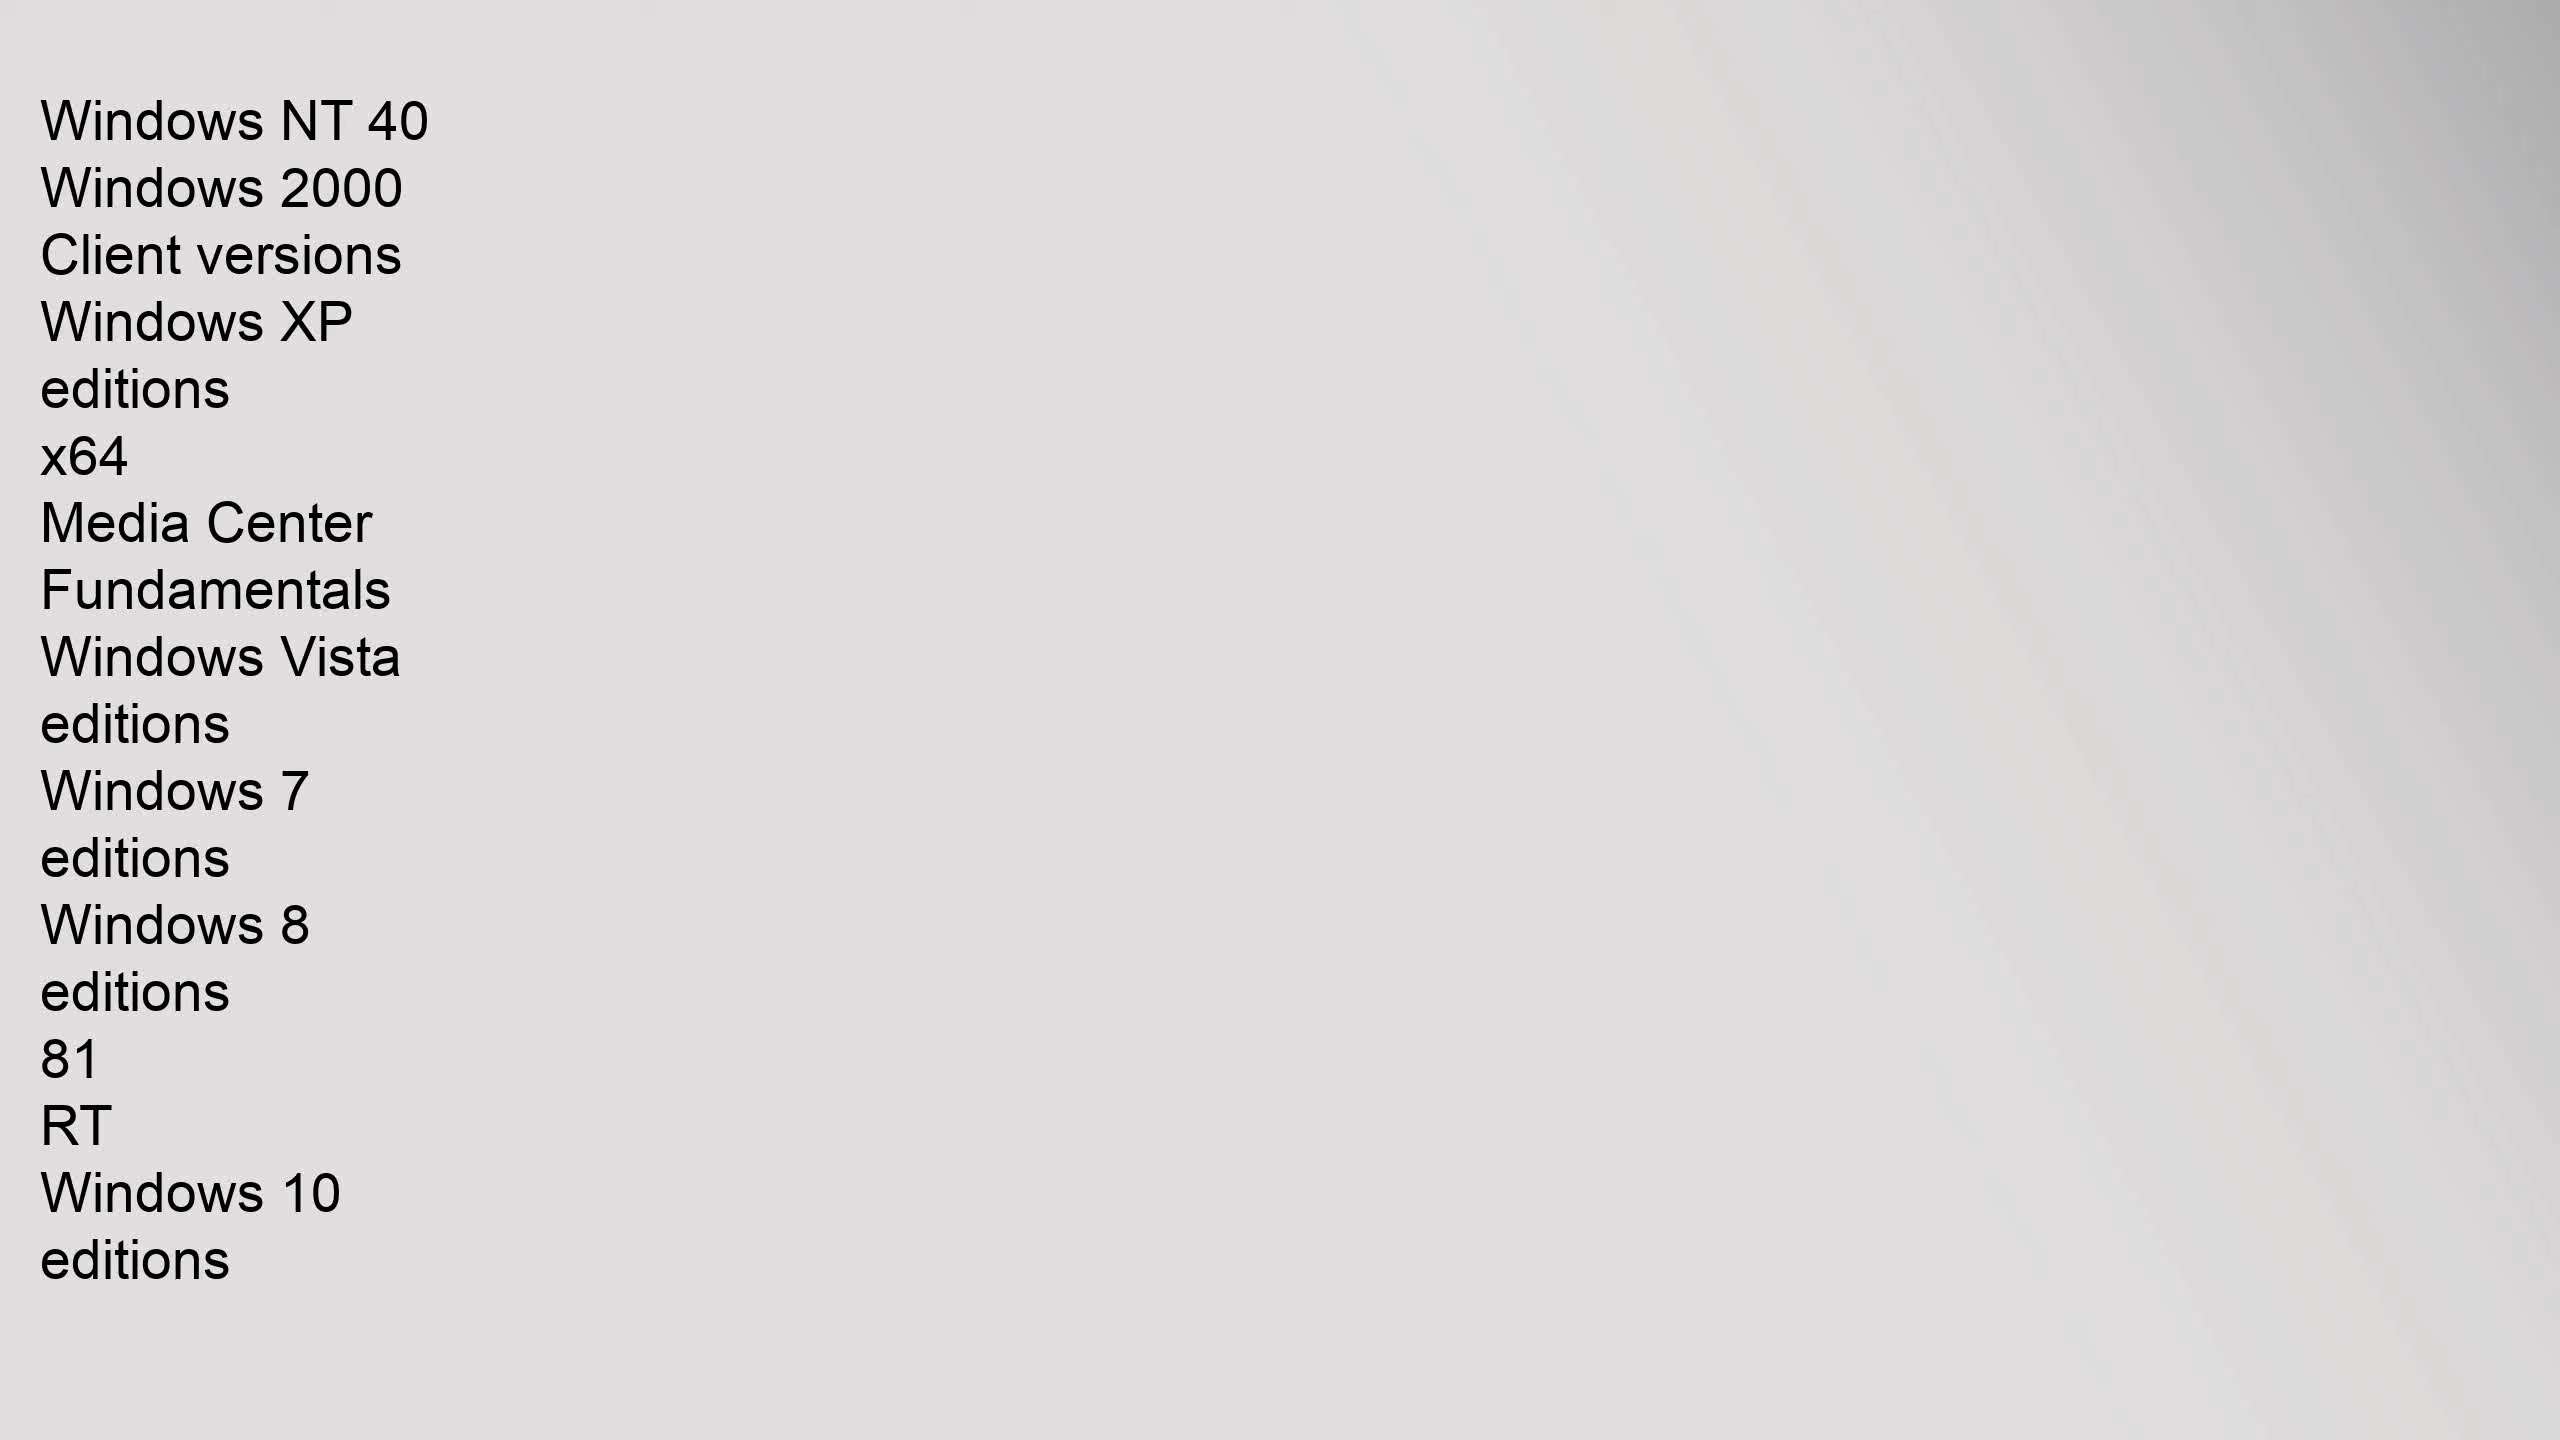 Windows NT 40
Windows 2000
Client versions
Windows XP
editions
x64
Media Center
Fundamentals
Windows Vista
editions
Windows 7
editions
Windows 8
editions
81
RT
Windows 10
editions